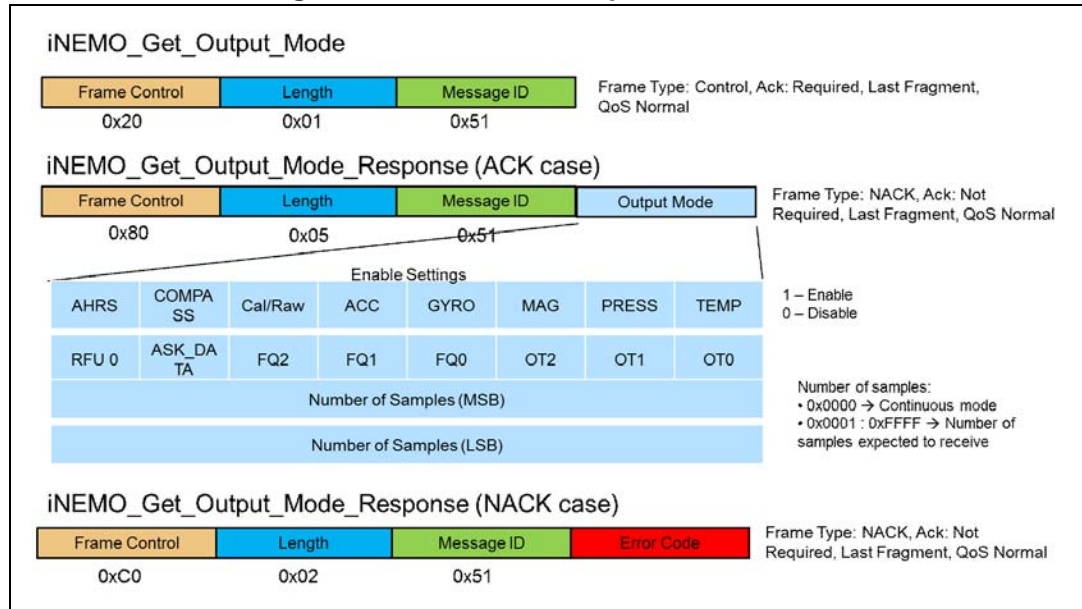 iNEMO_Get_Output_Mode
Frame Control Length Message ID
0x20 0x01 0x51
Frame Type: Control, Ack: Required, Last Fragment,
QoS Normal
iNEMO_Get_Output_Mode_Response (ACK case)
Frame Control Length Message ID Output Mode
0x80 0x05 0x51
Frame Type: NACK, Ack: Not
Required, Last Fragment, QoS Normal
Enable Settings
AHRS COMPA
SS Cal/Raw ACC GYRO MAG PRESS TEMP
1 – Enable
0 – Disable
RFU 0 ASK_DA
TA FQ2 FQ1 FQ0 OT2 OT1 OT0
Number of Samples (MSB)
Number of Samples (LSB)
Number of samples:
• 0x0000 → Continuous mode
• 0x0001 : 0xFFFF → Number of
samples expected to receive
iNEMO_Get_Output_Mode_Response (NACK case)
Frame Control Length Message ID Error Code
0xC0 0x02 0x51
Frame Type: NACK, Ack: Not
Required, Last Fragment, QoS Normal